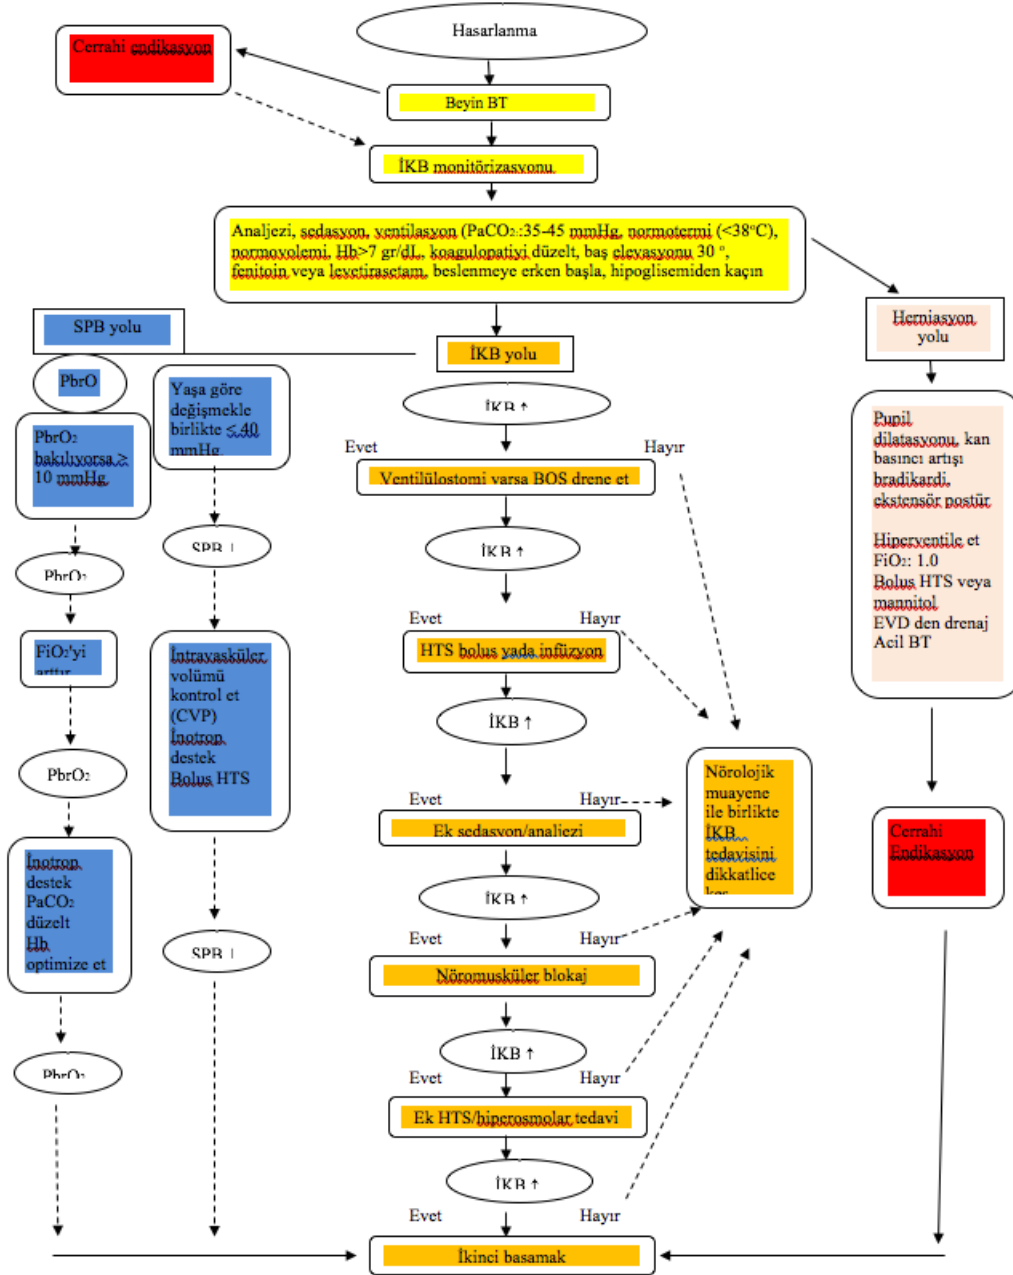 Hasarlanma
Cerrahi endikasyon
Beyin BT
İKB monitörizasyonu
Analjezi, sedasyon, ventilasyon (PaCO₂:35-45 mmHg, normotermi (<38°C),
normovolemi, Hb>7 gr/dL, koagulopatiyi düzelt, baş elevasyonu 30 °,
fenitoin veya levetirasetam, beslenmeye erken başla, hipoglisemiden kaçın
SPB yolu
İKB yolu
Herniasyon
yolu
PbrO
PbrO₂
bakılıyorsa ≥
10 mmHg
PbrO₂
FiO₂'yi
arttır
PbrO₂
İnotrop
destek
PaCO₂
düzelt
Hb
optimize et
PbrO₂
Yaşa göre
değişmekle
birlikte ≤ 40
mmHg
SPB ↓
İntravasküler
volümü
kontrol et
(CVP)
İnotrop
destek
Bolus HTS
SPB ↓
İKB ↑
Evet
Hayır
Ventilülostomi varsa BOS drene et
İKB ↑
Evet
Hayır
HTS bolus yada infüzyon
İKB ↑
Evet
Hayır
Ek sedasyon/analjezi
İKB ↑
Evet
Hayır
Nöromusküler blokaj
İKB ↑
Evet
Hayır
Ek HTS/hiperosmolar tedavi
İKB ↑
Evet
Hayır
İkinci basamak
Nörolojik
muayene
ile birlikte
İKB
tedavisini
dikkatlice
kes
Pupil
dilatasyonu, kan
basıncı artışı
bradikardi,
ekstensör postür
Hiperventile et
FiO₂: 1.0
Bolus HTS veya
mannitol
EVD den drenaj
Acil BT
Cerrahi
Endikasyon